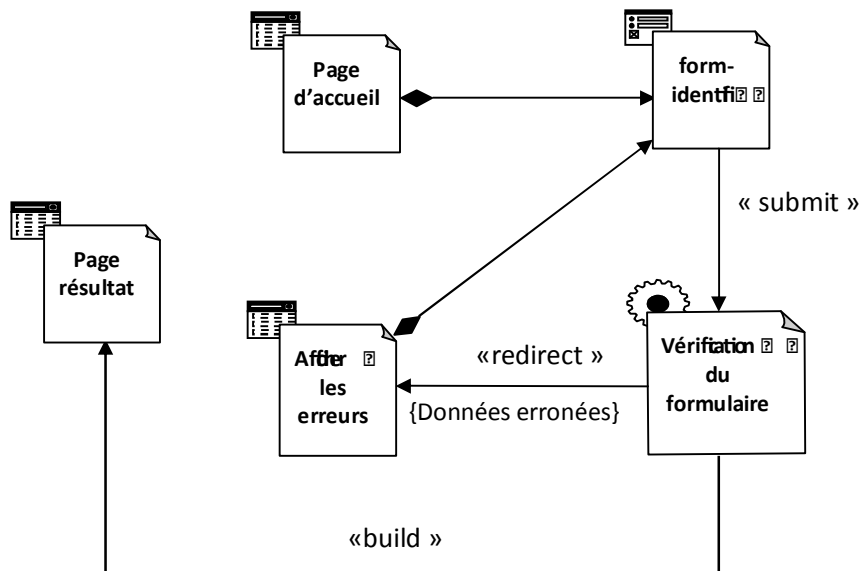 Page
d'accueil
form-
« submit »
Page
résultat
les
erreurs
«redirect »
{Données erronées}
du
formulaire
«build »